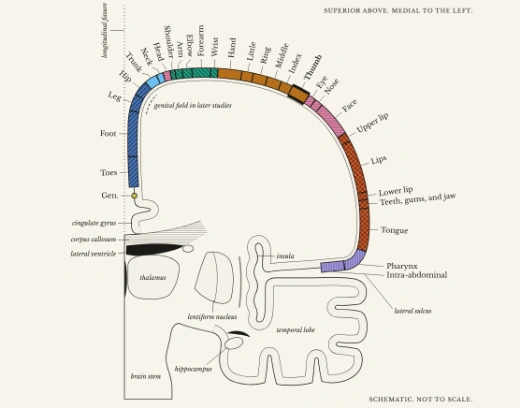 SUPERIOR ABOVE. MEDIAL TO THE LEFT.
longitudinal fissure
Hip
Trunk
Neck
Head
Shoulder
Arm
Elbow
Forearm
Wrist
Hand
Little
Ring
Middle
Index
Thumb
Eye
Nose
Face
Upper lip
Lips
Lower lip
Teeth, gums, and jaw
Tongue
Pharynx
Intra-abdominal
Leg
genital field in later studies
Foot
Toes
Gen.
cingulate gyrus
corpus callosum
lateral ventricle
thalamus
insula
lentiform nucleus
temporal lobe
lateral sulcus
hippocampus
brain stem
SCHEMATIC. NOT TO SCALE.